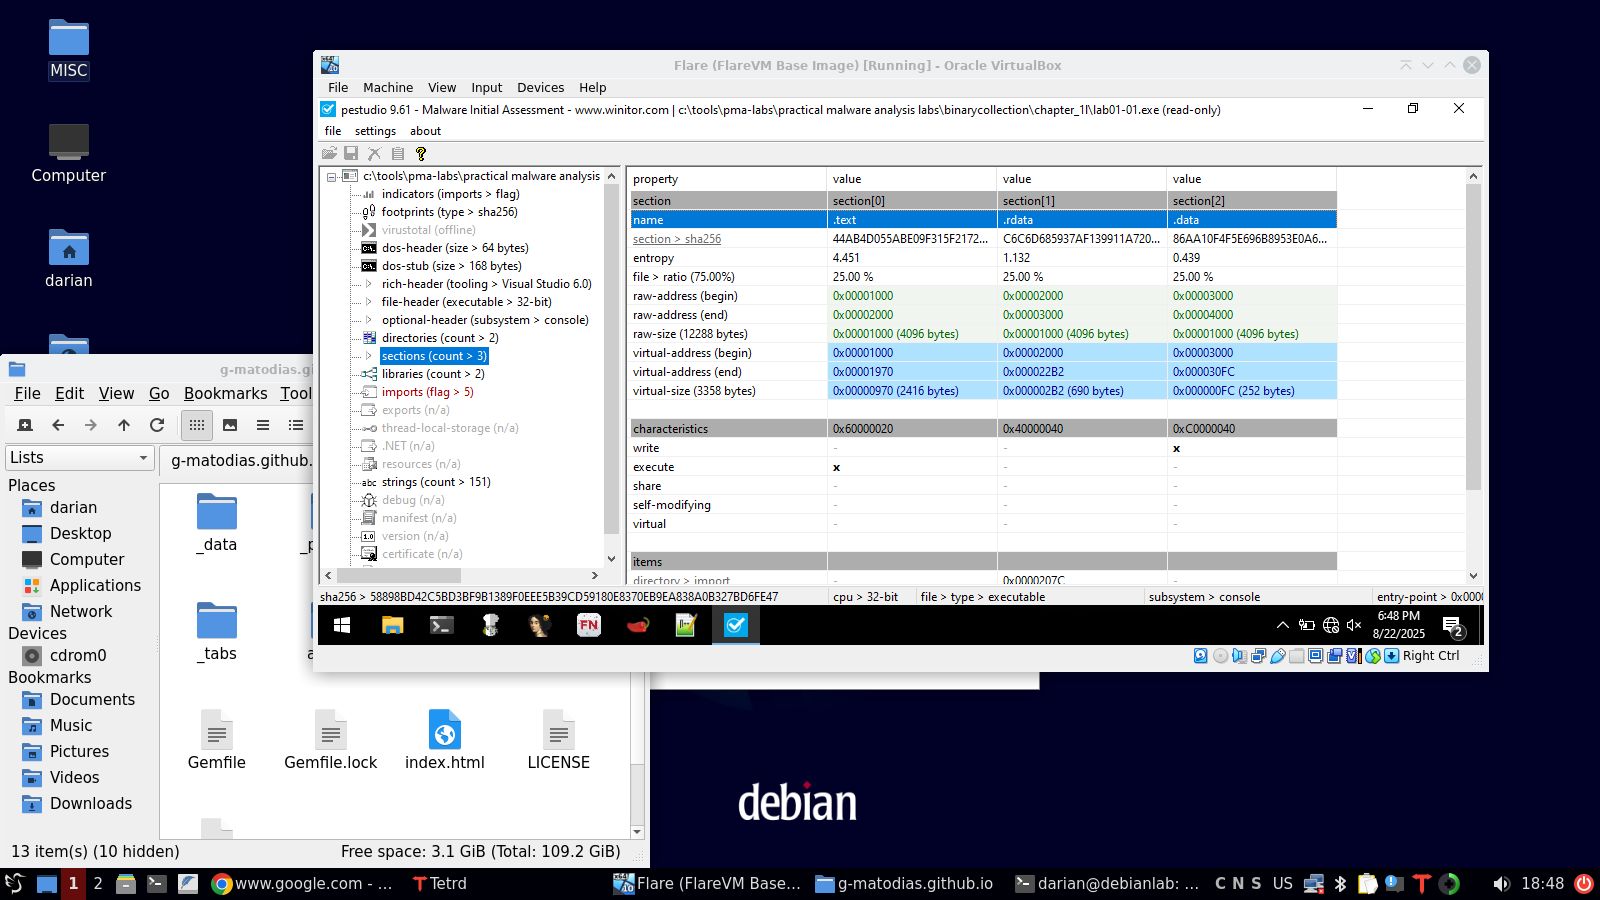 MISC
Computer
darian
Flare (FlareVM Base Image) [Running] - Oracle VirtualBox
File Machine View Input Devices Help
pestudio 9.61 - Malware Initial Assessment - www.winitor.com | c:\tools\pma-labs\practical malware analysis labs\binarycollection\chapter_1l\lab01-01.exe (read-only)
file settings about
c:\tools\pma-labs\practical malware analysis
indicators (imports > flag)
footprints (type > sha256)
virustotal (offline)
dos-header (size > 64 bytes)
dos-stub (size > 168 bytes)
rich-header (tooling > Visual Studio 6.0)
file-header (executable > 32-bit)
optional-header (subsystem > console)
directories (count > 2)
sections (count > 3)
libraries (count > 2)
imports (flag > 5)
exports (n/a)
thread-local-storage (n/a)
.NET (n/a)
resources (n/a)
abc strings (count > 151)
debug (n/a)
manifest (n/a)
1.0 version (n/a)
certificate (n/a)
property value value value
section section[0] section[1] section[2]
name .text .rdata .data
section > sha256 44AB4D055ABE09F315F2172... C6C6D685937AF139911A720... 86AA10F4F5E696B8953E0A6...
entropy 4.451 1.132 0.439
file > ratio (75.00%) 25.00 % 25.00 % 25.00 %
raw-address (begin) 0x00001000 0x00002000 0x00003000
raw-address (end) 0x00002000 0x00003000 0x00004000
raw-size (12288 bytes) 0x00001000 (4096 bytes) 0x00001000 (4096 bytes) 0x00001000 (4096 bytes)
virtual-address (begin) 0x00001000 0x00002000 0x00003000
virtual-address (end) 0x00001970 0x000022B2 0x000030FC
virtual-size (3358 bytes) 0x00000970 (2416 bytes) 0x000002B2 (690 bytes) 0x000000FC (252 bytes)
characteristics 0x60000020 0x40000040 0xC0000040
write - - x
execute x - -
share - - -
self-modifying - - -
virtual - - -
items
directory > import - 0x0000207C -
sha256 > 58898BD42C5BD3BF9B1389F0EEE5B39CD59180E8370EB9EA838A0B327BD6FE47 cpu > 32-bit file > type > executable subsystem > console entry-point > 0x0000
FN
6:48 PM
8/22/2025
2
Right Ctrl
g-matodias.gi
File Edit View Go Bookmarks Tool
Lists
g-matodias.github.
Places
darian
Desktop
Computer
Applications
Network
Devices
cdrom0
Bookmarks
Documents
Music
Pictures
Videos
Downloads
_data
_p
_tabs
Gemfile
Gemfile.lock
index.html
LICENSE
13 item(s) (10 hidden) Free space: 3.1 GiB (Total: 109.2 GiB)
debian
1 2 www.google.com - ... Tetrd Flare (FlareVM Base... g-matodias.github.io darian@debianlab: ... C N S US 18:48